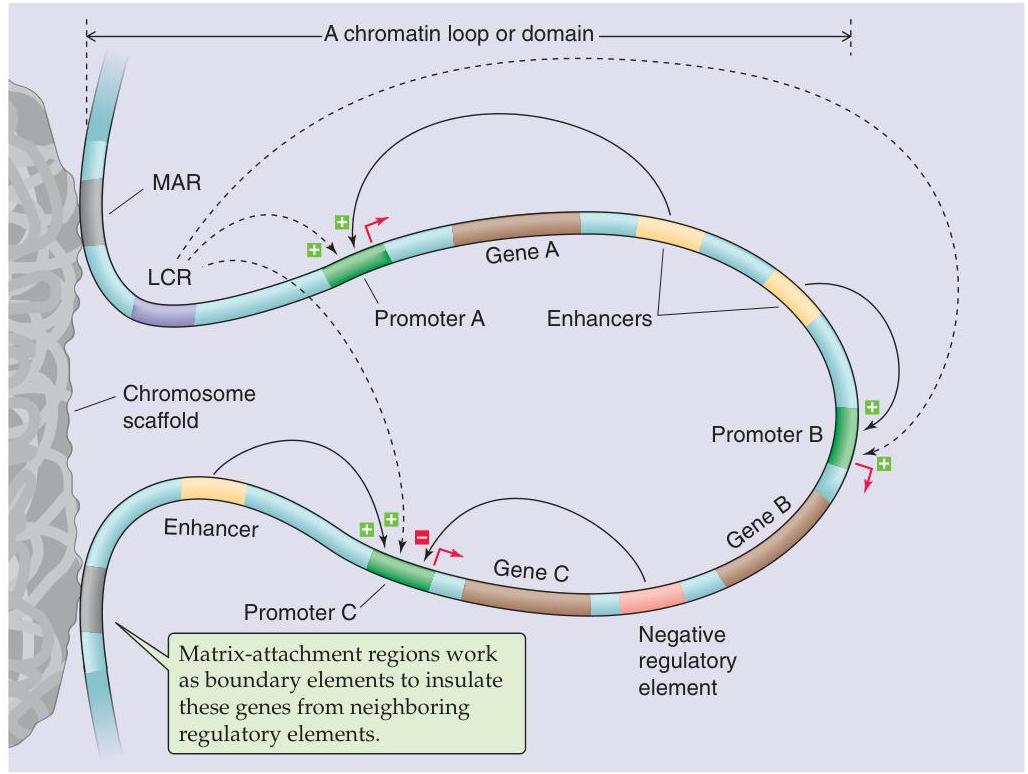 A chromatin loop or domain
MAR
+
+
LCR
Gene A
Promoter A
Enhancers
Chromosome
scaffold
+
Promoter B
+
Enhancer
+
+
−
Gene B
Gene C
Promoter C
Negative
regulatory
element
Matrix-attachment regions work
as boundary elements to insulate
these genes from neighboring
regulatory elements.